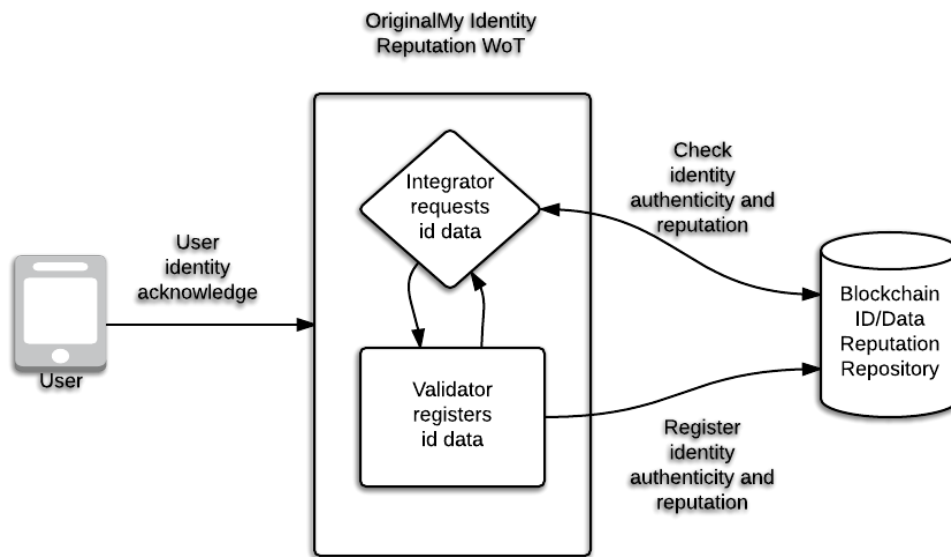 OriginalMy Identity
Reputation WoT
Integrator
requests
id data
Check
identity
authenticity and
reputation
User
identity
acknowledge
User
Blockchain
ID/Data
Reputation
Repository
Validator
registers
id data
Register
identity
authenticity and
reputation